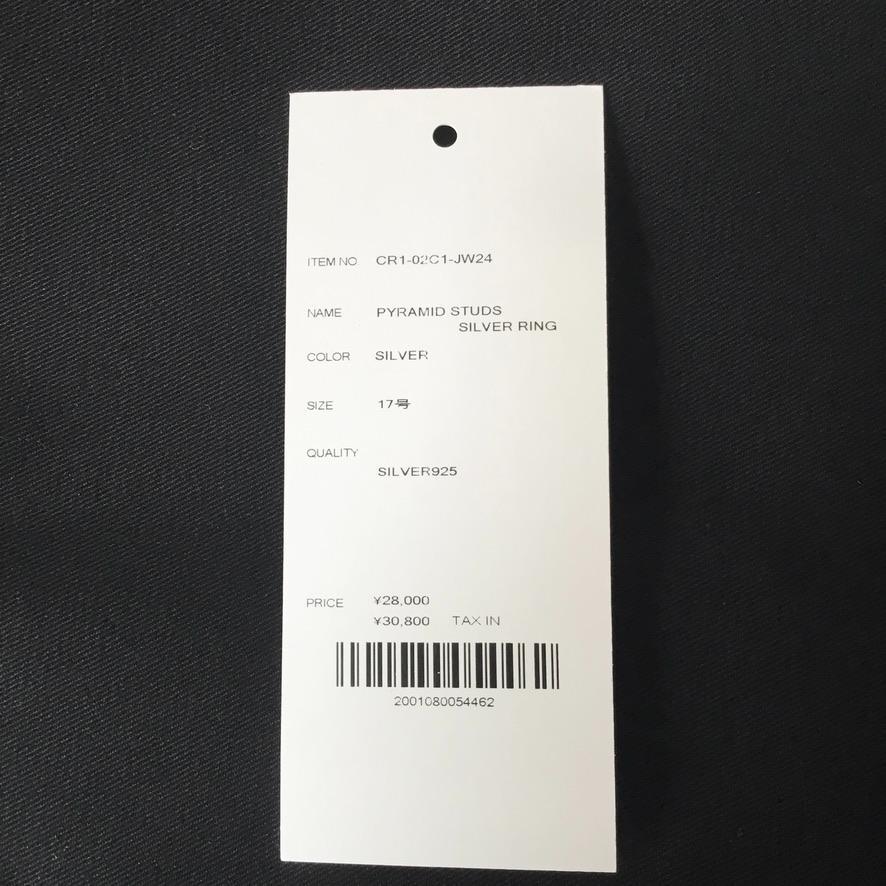 ITEM NO CR1-02C1-JW24
NAME PYRAMID STUDS
SILVER RING
COLOR SILVER
SIZE 17号
QUALITY
SILVER925
PRICE ¥28,000
¥30,800 TAX IN
2001080054462